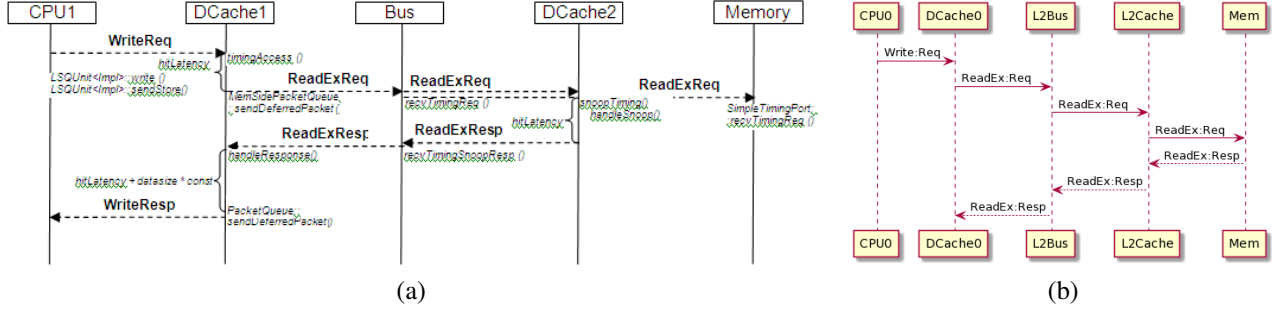 CPU1 DCache1 Bus DCache2 Memory
WriteReq
timingAccess ()
hitLatency
LSQUnit<Impl>::write ()
LSQUnit<Impl>::sendStore()
ReadExReq ReadExReq ReadExReq
MemSidePacketQueue
sendDeferredPacket (
recvTimingReq ()
snoopTiming()
handleSnoop()
SimpleTimingPort:
recvTimingReq ()
hitLatency
ReadExResp ReadExResp
handleResponse() recvTimingSnoopResp ()
hitLatency + datasize * const
WriteResp
PacketQueue::
sendDeferredPacket()
(a)
CPU0 DCache0 L2Bus L2Cache Mem
Write:Req
ReadEx:Req
ReadEx:Req
ReadEx:Req
ReadEx:Resp
ReadEx:Resp
ReadEx:Resp
CPU0 DCache0 L2Bus L2Cache Mem
(b)